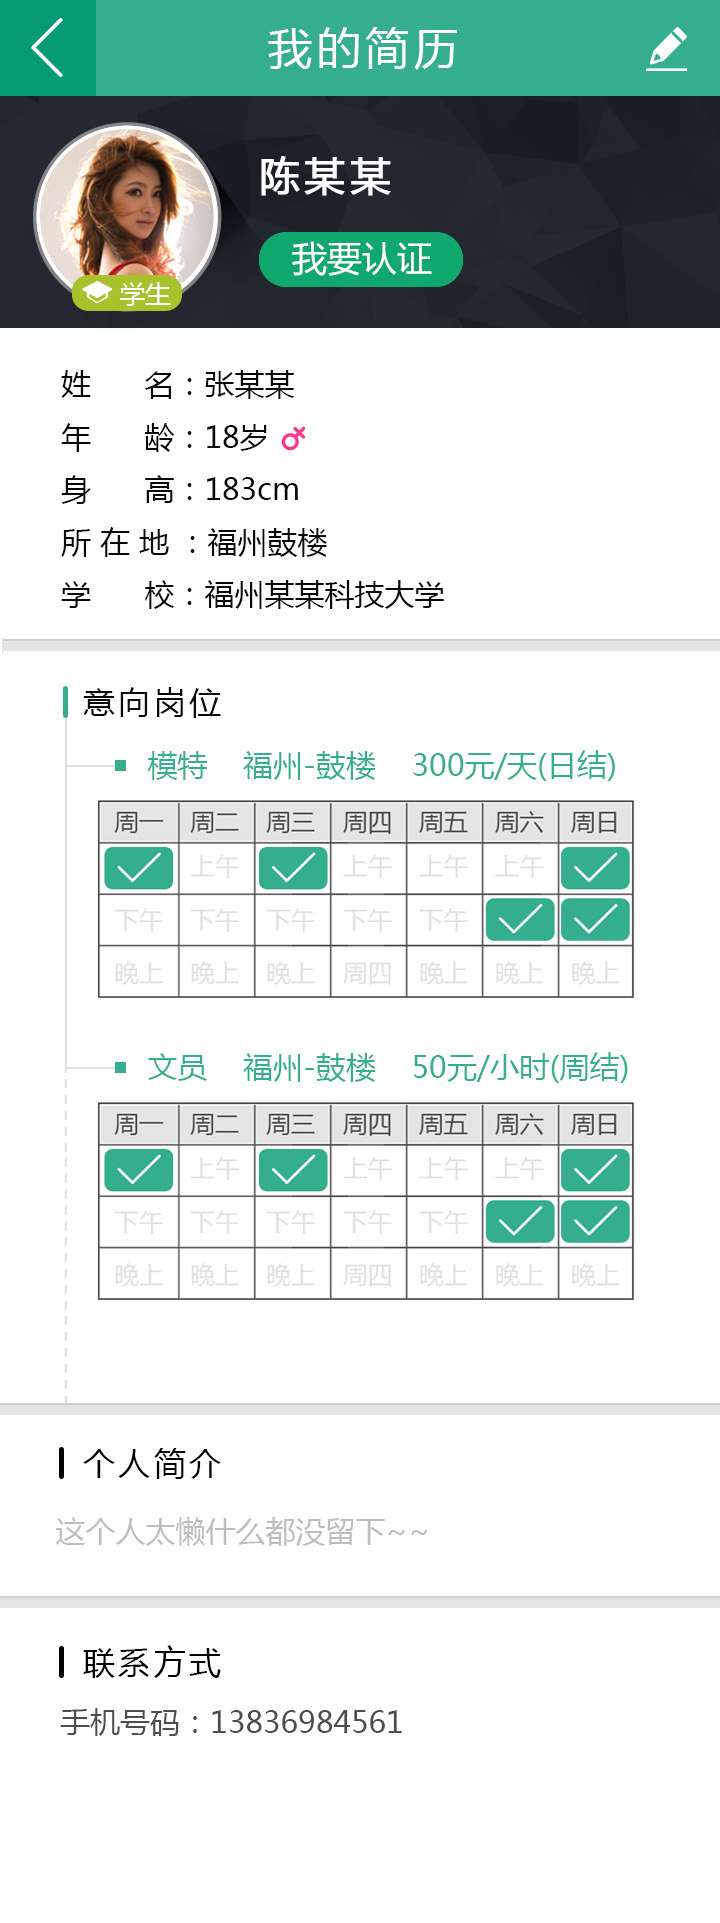 我的简历
陈某某
我要认证
学生
姓 名：张某某
年 龄：18岁
身 高：183cm
所 在 地 ：福州鼓楼
学 校：福州某某科技大学
意向岗位
模特 福州-鼓楼 300元/天(日结)
周一 周二 周三 周四 周五 周六 周日
上午 上午 上午 上午
下午 下午 下午 下午 下午
晚上 晚上 晚上 周四 晚上 晚上 晚上
文员 福州-鼓楼 50元/小时(周结)
周一 周二 周三 周四 周五 周六 周日
上午 上午 上午 上午
下午 下午 下午 下午 下午
晚上 晚上 晚上 周四 晚上 晚上 晚上
个人简介
这个人太懒什么都没留下~~
联系方式
手机号码：13836984561